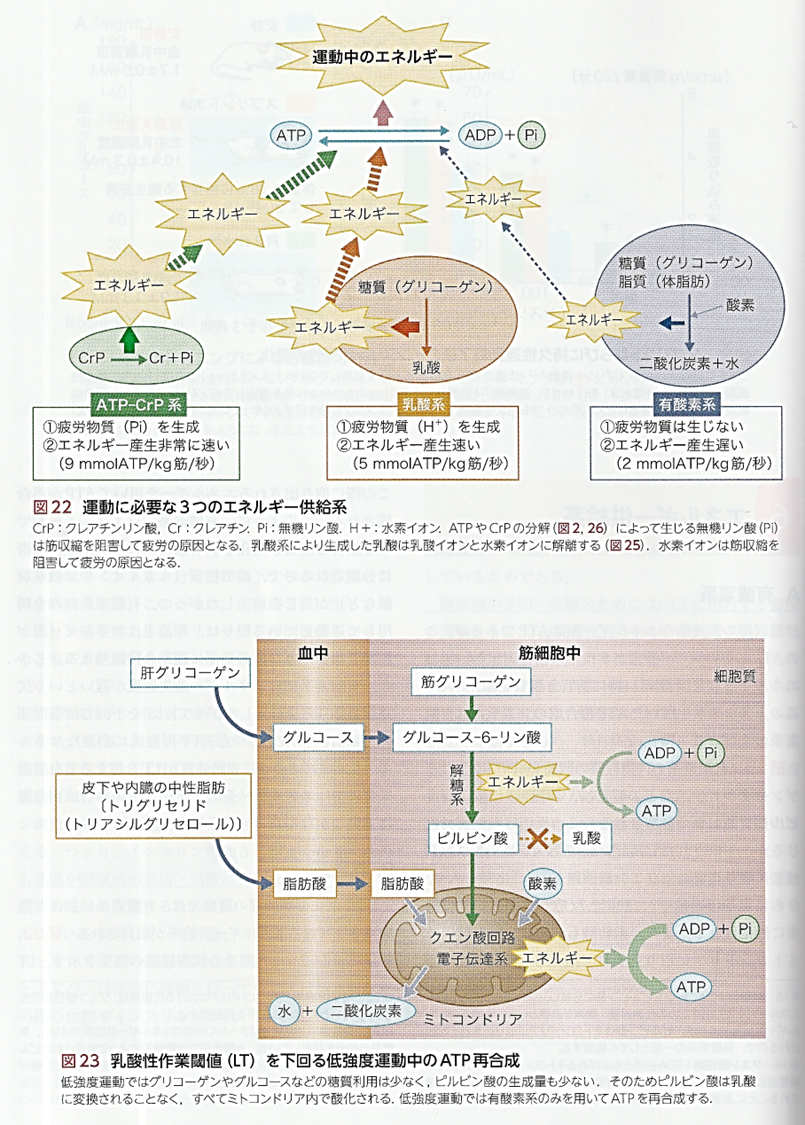 運動中のエネルギー
ATP
ADP + Pi
エネルギー
エネルギー
エネルギー
エネルギー
糖質（グリコーゲン）
エネルギー
乳酸
糖質（グリコーゲン）
脂質（体脂肪）
酸素
エネルギー
二酸化炭素＋水
CrP → Cr＋Pi
ATP-CrP 系
①疲労物質（Pi）を生成
②エネルギー産生非常に速い
（9 mmolATP/kg筋/秒）
乳酸系
①疲労物質（H⁺）を生成
②エネルギー産生速い
（5 mmolATP/kg筋/秒）
有酸素系
①疲労物質は生じない
②エネルギー産生遅い
（2 mmolATP/kg筋/秒）
図22 運動に必要な３つのエネルギー供給系
CrP：クレアチンリン酸，Cr：クレアチン，Pi：無機リン酸，H＋：水素イオン．ATPやCrPの分解（図2, 26）によって生じる無機リン酸（Pi）
は筋収縮を阻害して疲労の原因となる．乳酸系により生成した乳酸は乳酸イオンと水素イオンに解離する（図25）．水素イオンは筋収縮を
阻害して疲労の原因となる．
血中
筋細胞中
細胞質
肝グリコーゲン
筋グリコーゲン
グルコース
グルコース-6-リン酸
解糖系
エネルギー
ADP + Pi
ATP
皮下や内臓の中性脂肪
〔トリグリセリド
（トリアシルグリセロール）〕
ピルビン酸
乳酸
脂肪酸
脂肪酸
酸素
クエン酸回路
電子伝達系
エネルギー
ADP + Pi
ATP
水 + 二酸化炭素
ミトコンドリア
図23 乳酸性作業閾値（LT）を下回る低強度運動中のATP再合成
低強度運動ではグリコーゲンやグルコースなどの糖質利用は少なく，ピルビン酸の生成量も少ない．そのためピルビン酸は乳酸
に変換されることなく，すべてミトコンドリア内で酸化される．低強度運動では有酸素系のみを用いてATPを再合成する．